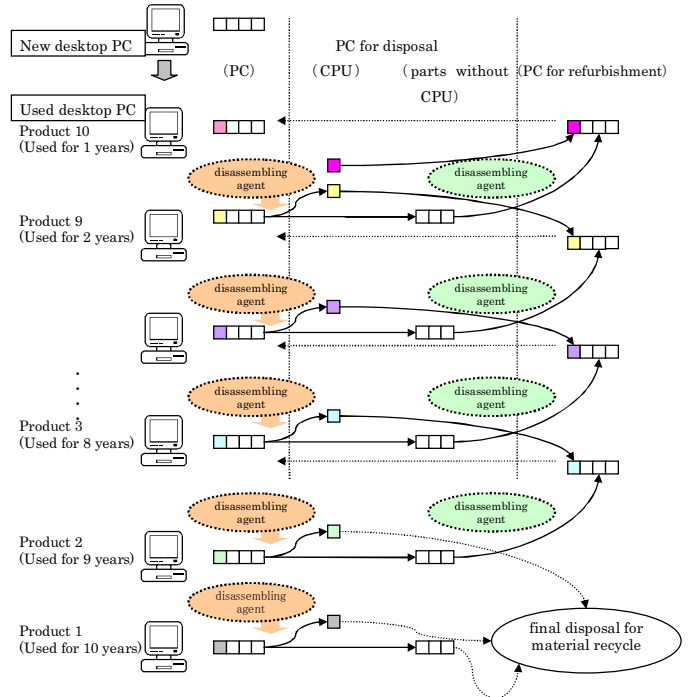 New desktop PC
PC for disposal
(PC)
(CPU)
(parts without
CPU)
(PC for refurbishment)
Used desktop PC
Product 10
(Used for 1 years)
disassembling
agent
disassembling
agent
Product 9
(Used for 2 years)
disassembling
agent
disassembling
agent
disassembling
agent
disassembling
agent
Product 3
(Used for 8 years)
disassembling
agent
disassembling
agent
Product 2
(Used for 9 years)
disassembling
agent
Product 1
(Used for 10 years)
final disposal for
material recycle